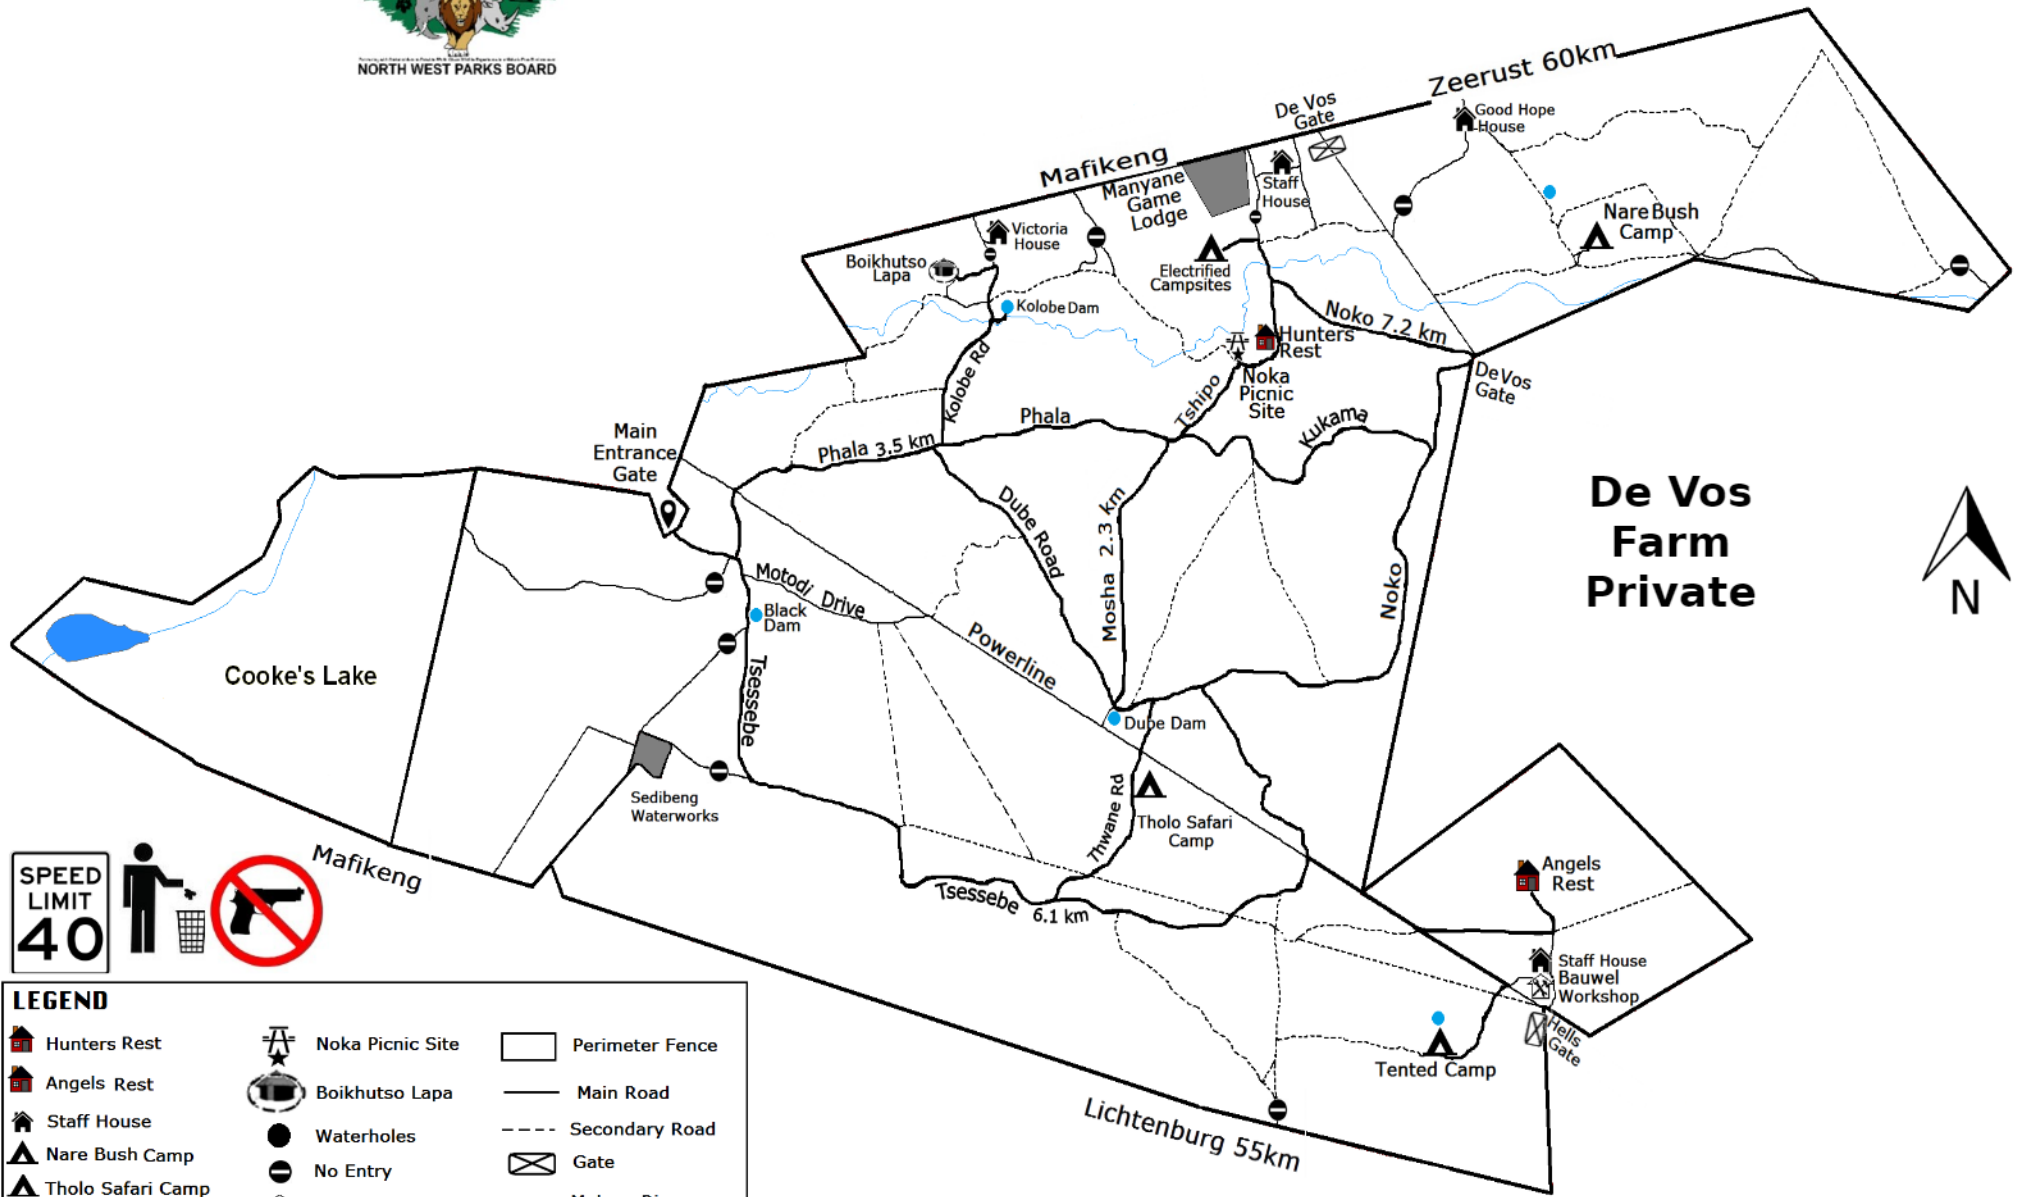 NORTH WEST PARKS BOARD
Zeerust 60km
De Vos
Gate
Good Hope
House
Mafikeng
Manyane
Game
Lodge
Staff
House
Nare Bush
Camp
Victoria
House
Boikhutso
Lapa
Electrified
Campsites
Kolobe Dam
Noko 7.2 km
Hunters
Rest
Kolobe Rd
Noka
Picnic
Site
De Vos
Gate
Tshipo
Phala
Kukama
Main
Entrance
Gate
Phala 3.5 km
De Vos
Farm
Private
Dube Road
Mosha 2.3 km
Noko
N
Motodi Drive
Black
Dam
Powerline
Cooke's Lake
Tsessebe
Dube Dam
Sedibeng
Waterworks
Thwane Rd
Tholo Safari
Camp
Mafikeng
Angels
Rest
SPEED
LIMIT
40
Tsessebe 6.1 km
Staff House
Bauwel
Workshop
Hells
Gate
Tented Camp
Lichtenburg 55km
LEGEND
Hunters Rest
Angels Rest
Staff House
Nare Bush Camp
Tholo Safari Camp
Noka Picnic Site
Boikhutso Lapa
Waterholes
No Entry
Perimeter Fence
Main Road
Secondary Road
Gate